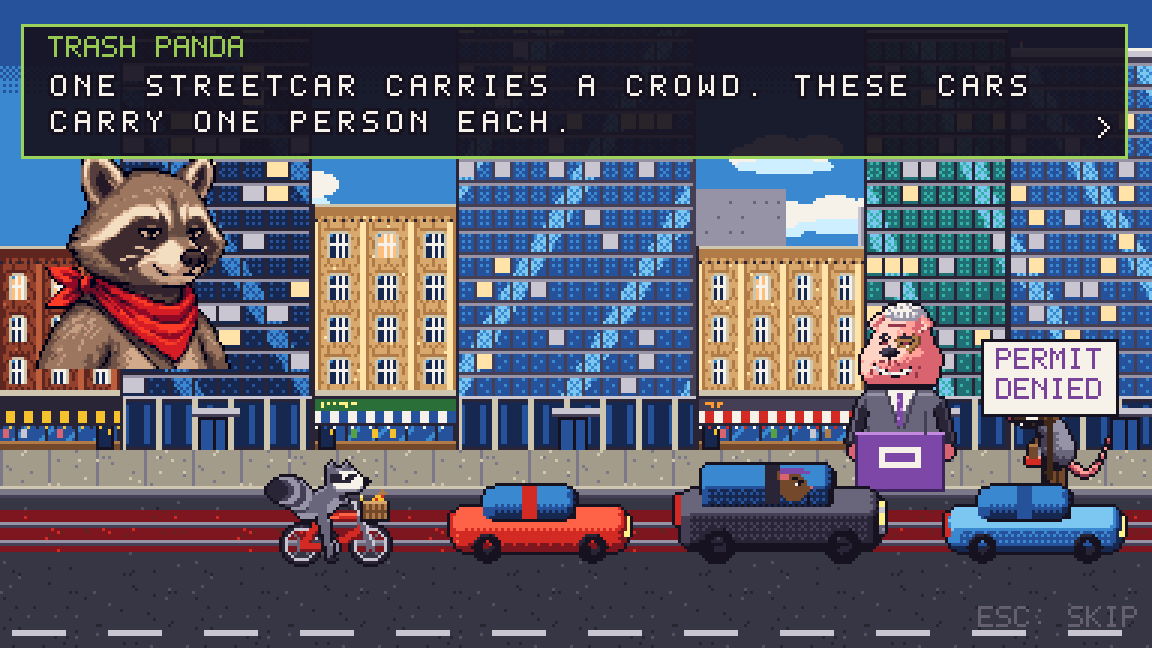 TRASH PANDA
ONE STREETCAR CARRIES A CROWD. THESE CARS
CARRY ONE PERSON EACH.
PERMIT
DENIED
ESC: SKIP